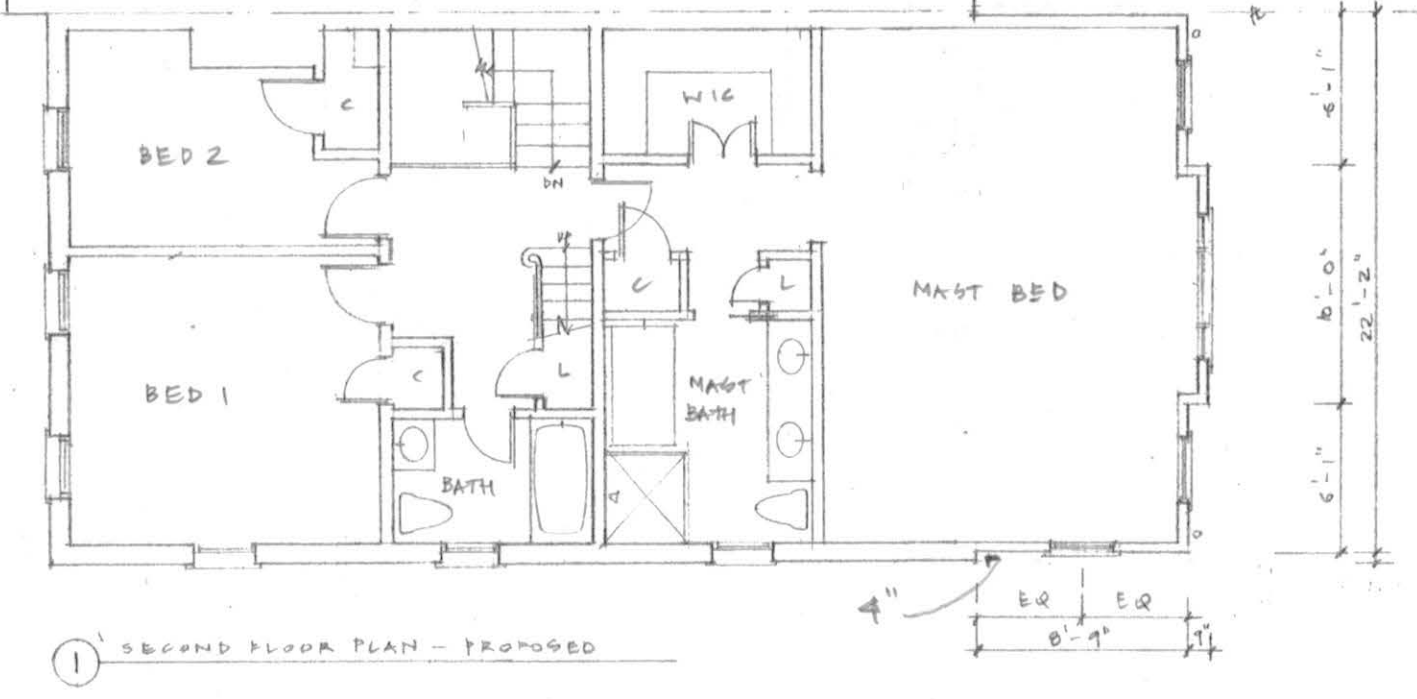 WIC
C
BED 2
DN
UP
C
L
MAST BED
BED 1
C
L
MAST
BATH
BATH
6'-1"
10'-0"
22'-2"
6'-1"
4"
EQ EQ
8'-9" 9"
1 SECOND FLOOR PLAN - PROPOSED